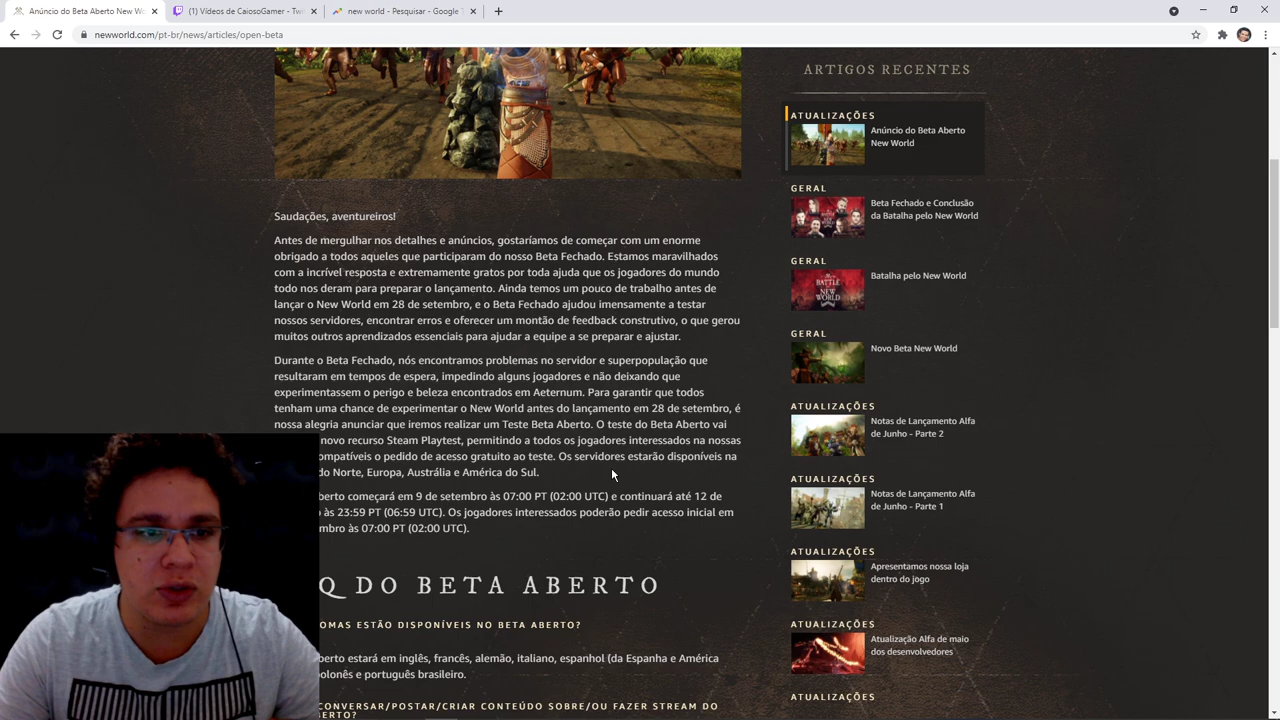 Anúncio do Beta Aberto New Wo
(1) Vídeos de CaiosGamer - Twi
new world - Pesquisar - Google T
newworld.com/pt-br/news/articles/open-beta
Saudações, aventureiros!
Antes de mergulhar nos detalhes e anúncios, gostaríamos de começar com um enorme
obrigado a todos aqueles que participaram do nosso Beta Fechado. Estamos maravilhados
com a incrível resposta e extremamente gratos por toda ajuda que os jogadores do mundo
todo nos deram para preparar o lançamento. Ainda temos um pouco de trabalho antes de
lançar o New World em 28 de setembro, e o Beta Fechado ajudou imensamente a testar
nossos servidores, encontrar erros e oferecer um montão de feedback construtivo, o que gerou
muitos outros aprendizados essenciais para ajudar a equipe a se preparar e ajustar.
Durante o Beta Fechado, nós encontramos problemas no servidor e superpopulação que
resultaram em tempos de espera, impedindo alguns jogadores e não deixando que
experimentassem o perigo e beleza encontrados em Aeternum. Para garantir que todos
tenham uma chance de experimentar o New World antes do lançamento em 28 de setembro, é
nossa alegria anunciar que iremos realizar um Teste Beta Aberto. O teste do Beta Aberto vai
novo recurso Steam Playtest, permitindo a todos os jogadores interessados na nossas
ompatíveis o pedido de acesso gratuito ao teste. Os servidores estarão disponíveis na
do Norte, Europa, Austrália e América do Sul.
berto começará em 9 de setembro às 07:00 PT (02:00 UTC) e continuará até 12 de
às 23:59 PT (06:59 UTC). Os jogadores interessados poderão pedir acesso inicial em
mbro às 07:00 PT (02:00 UTC).
Q DO BETA ABERTO
OMAS ESTÃO DISPONÍVEIS NO BETA ABERTO?
berto estará em inglês, francês, alemão, italiano, espanhol (da Espanha e América
polonês e português brasileiro.
CONVERSAR/POSTAR/CRIAR CONTEÚDO SOBRE/OU FAZER STREAM DO
BERTO?
ARTIGOS RECENTES
ATUALIZAÇÕES
Anúncio do Beta Aberto
New World
GERAL
Beta Fechado e Conclusão
da Batalha pelo New World
GERAL
BATTLE
NEW
WORLD
Batalha pelo New World
GERAL
Novo Beta New World
ATUALIZAÇÕES
Notas de Lançamento Alfa
de Junho - Parte 2
ATUALIZAÇÕES
Notas de Lançamento Alfa
de Junho - Parte 1
ATUALIZAÇÕES
Apresentamos nossa loja
dentro do jogo
ATUALIZAÇÕES
Atualização Alfa de maio
dos desenvolvedores
ATUALIZAÇÕES